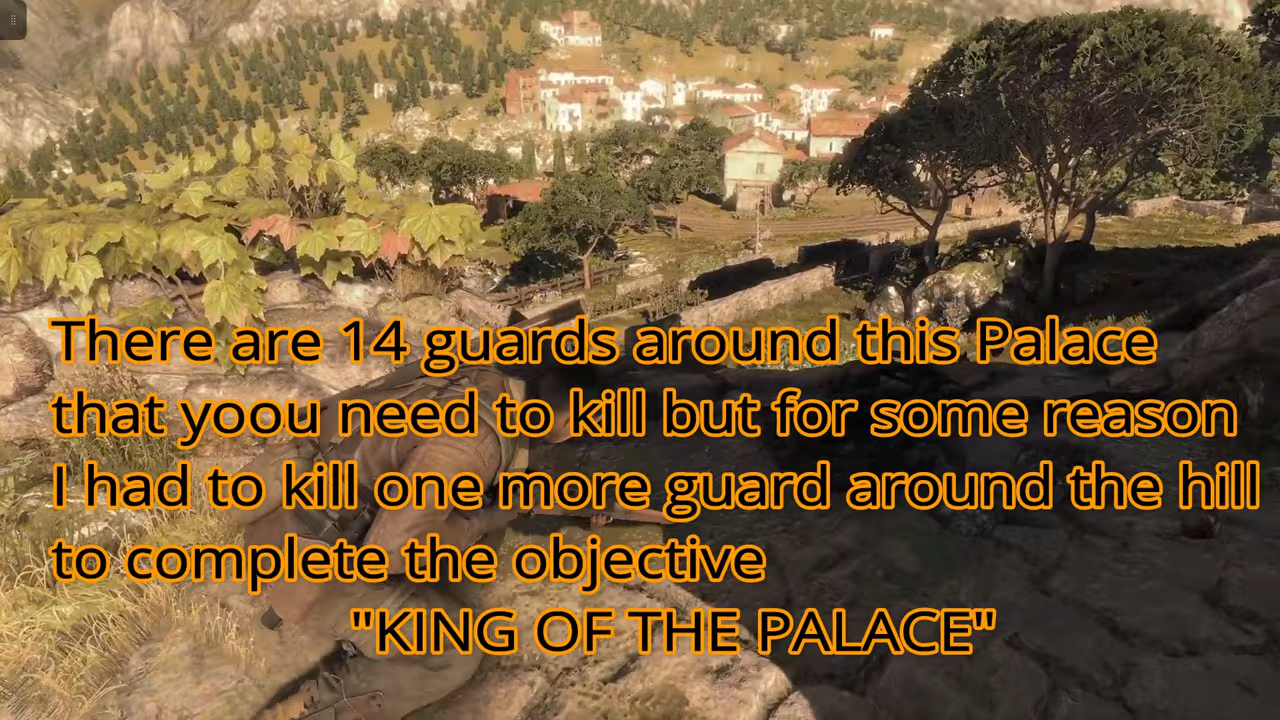 There are 14 guards around this Palace
that yoou need to kill but for some reason
I had to kill one more guard around the hill
to complete the objective
"KING OF THE PALACE"